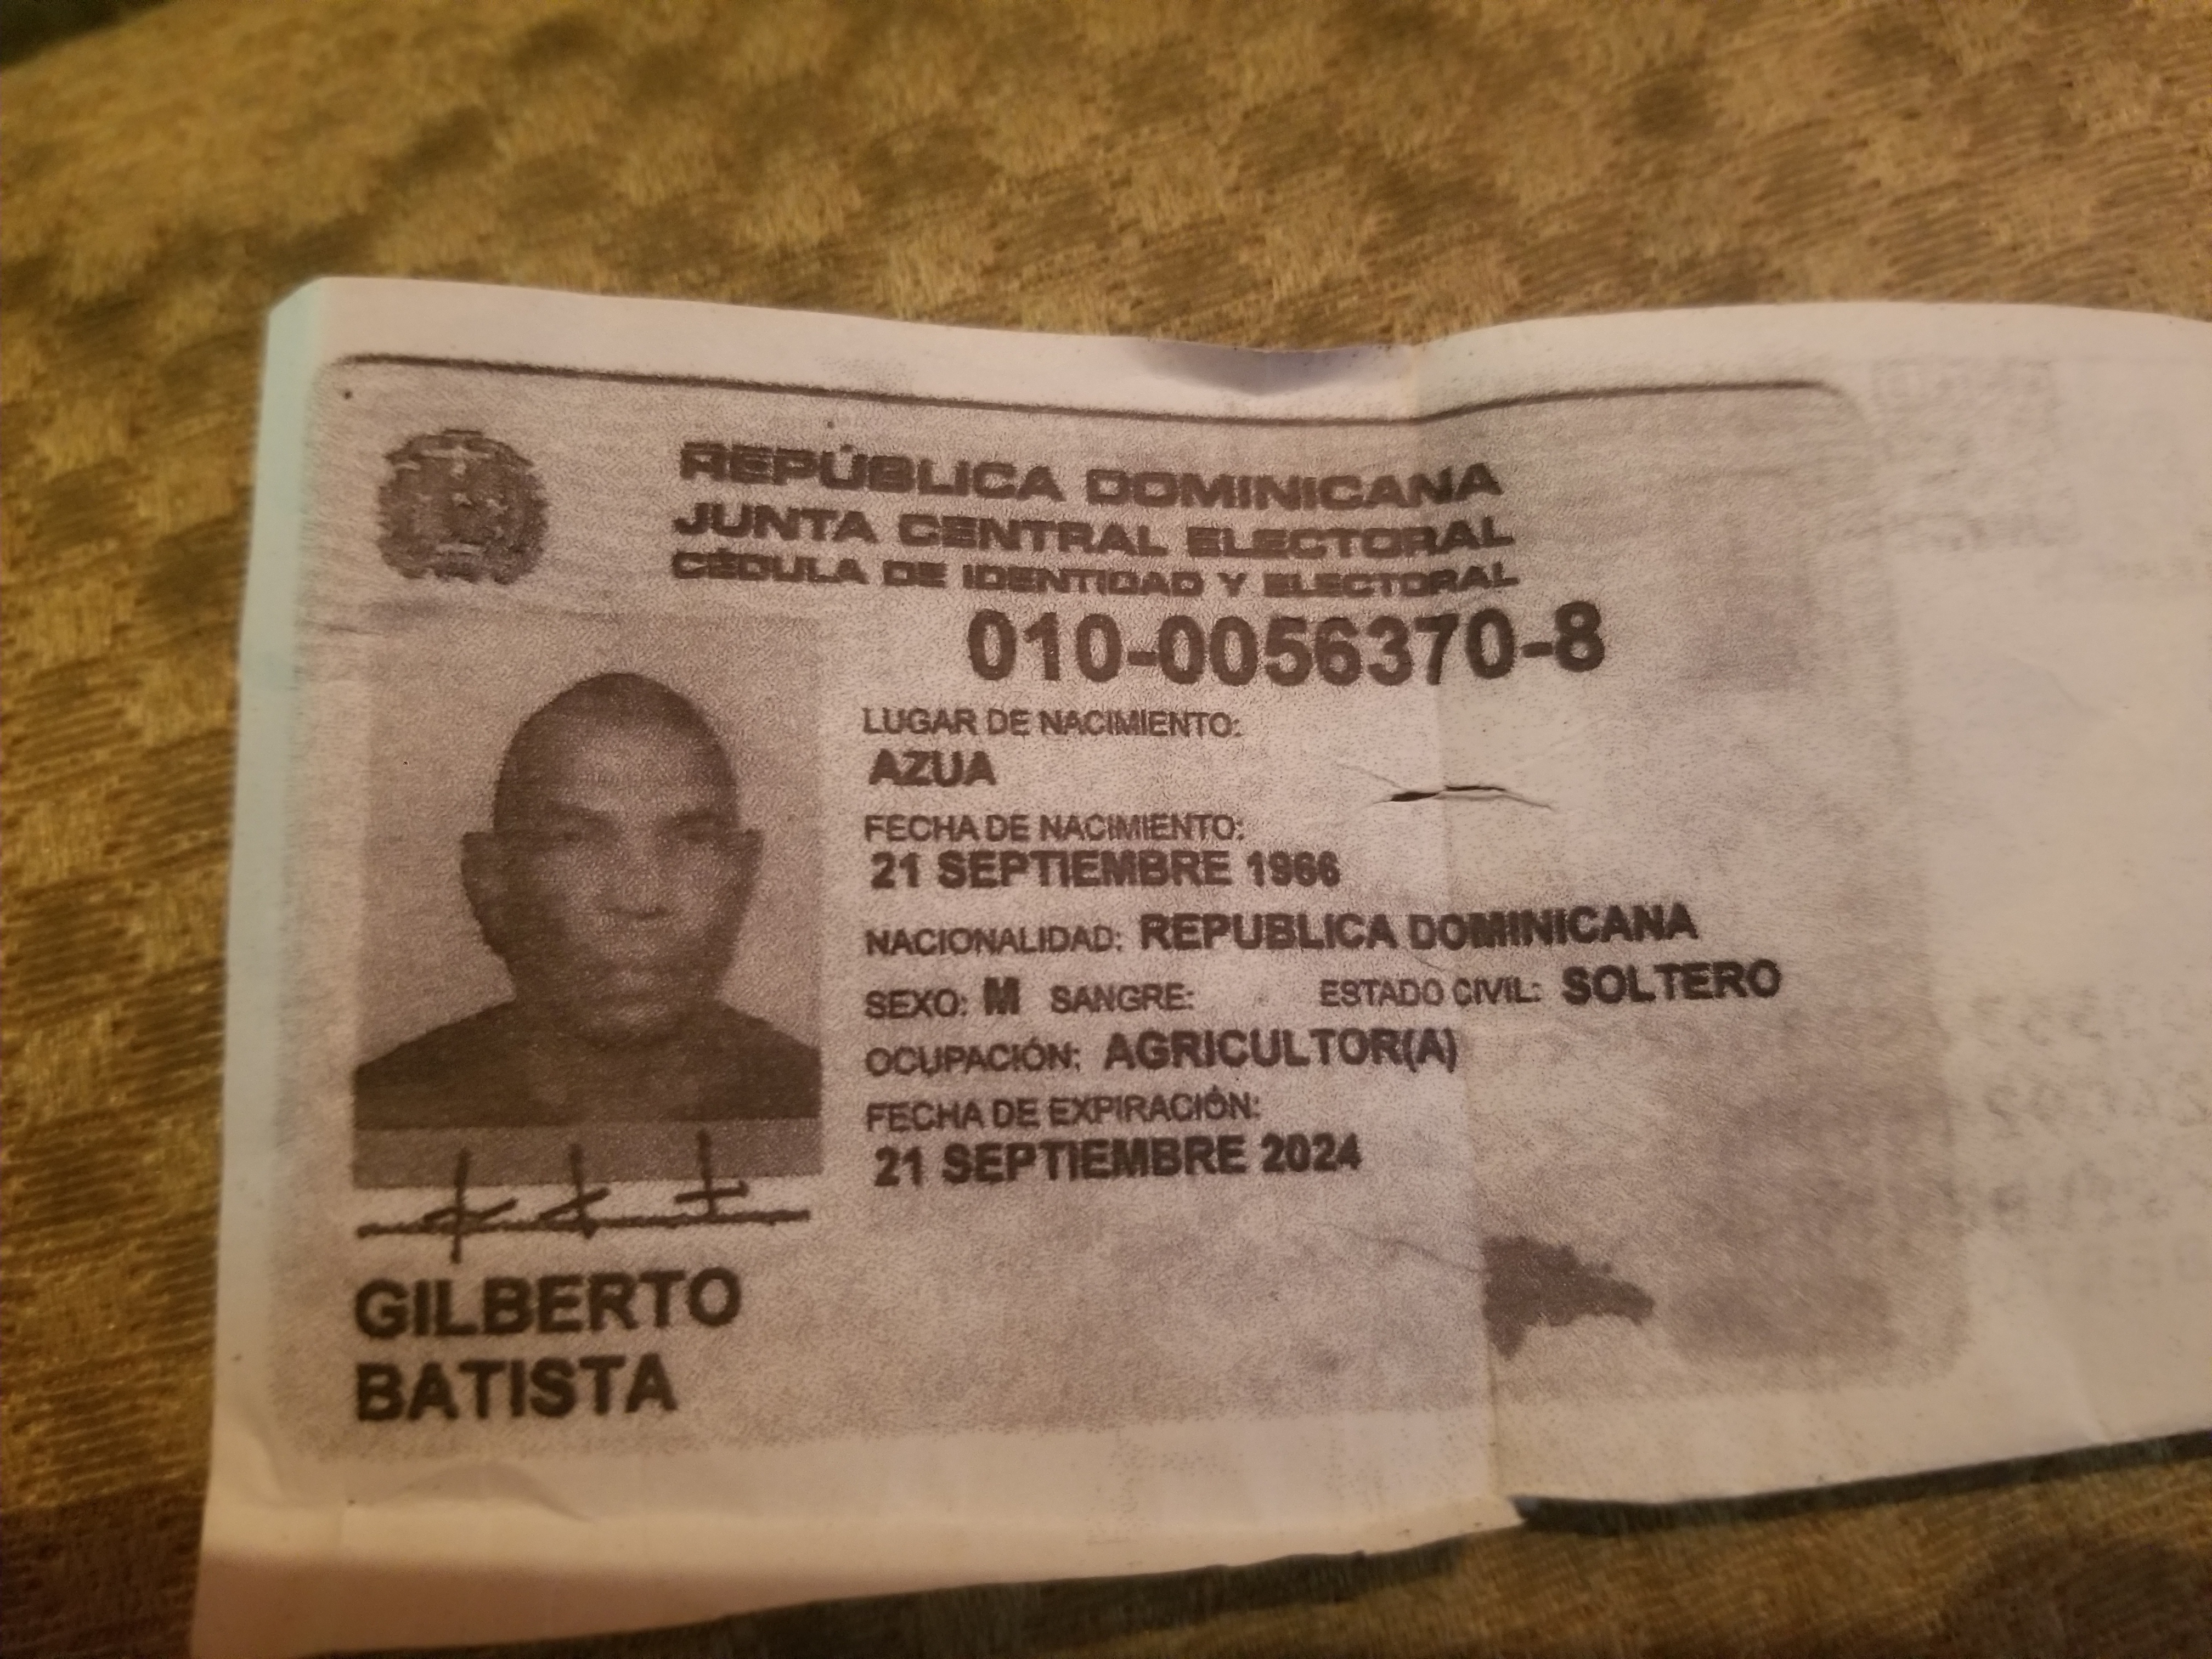 REPÚBLICA DOMINICANA
JUNTA CENTRAL ELECTORAL
CÉDULA DE IDENTIDAD Y ELECTORAL
010-0056370-8
LUGAR DE NACIMIENTO:
AZUA
FECHA DE NACIMIENTO:
21 SEPTIEMBRE 1966
NACIONALIDAD: REPUBLICA DOMINICANA
SEXO: M SANGRE: ESTADO CIVIL: SOLTERO
OCUPACIÓN: AGRICULTOR(A)
FECHA DE EXPIRACIÓN:
21 SEPTIEMBRE 2024
GILBERTO
BATISTA